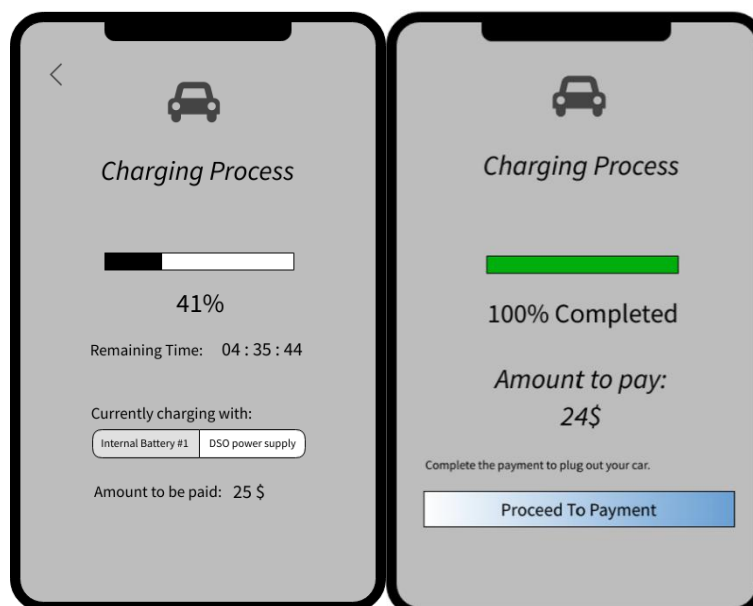 Charging Process
41%
Remaining Time: 04 : 35 : 44
Currently charging with:
Internal Battery #1 DSO power supply
Amount to be paid: 25 $
Charging Process
100% Completed
Amount to pay:
24$
Complete the payment to plug out your car.
Proceed To Payment